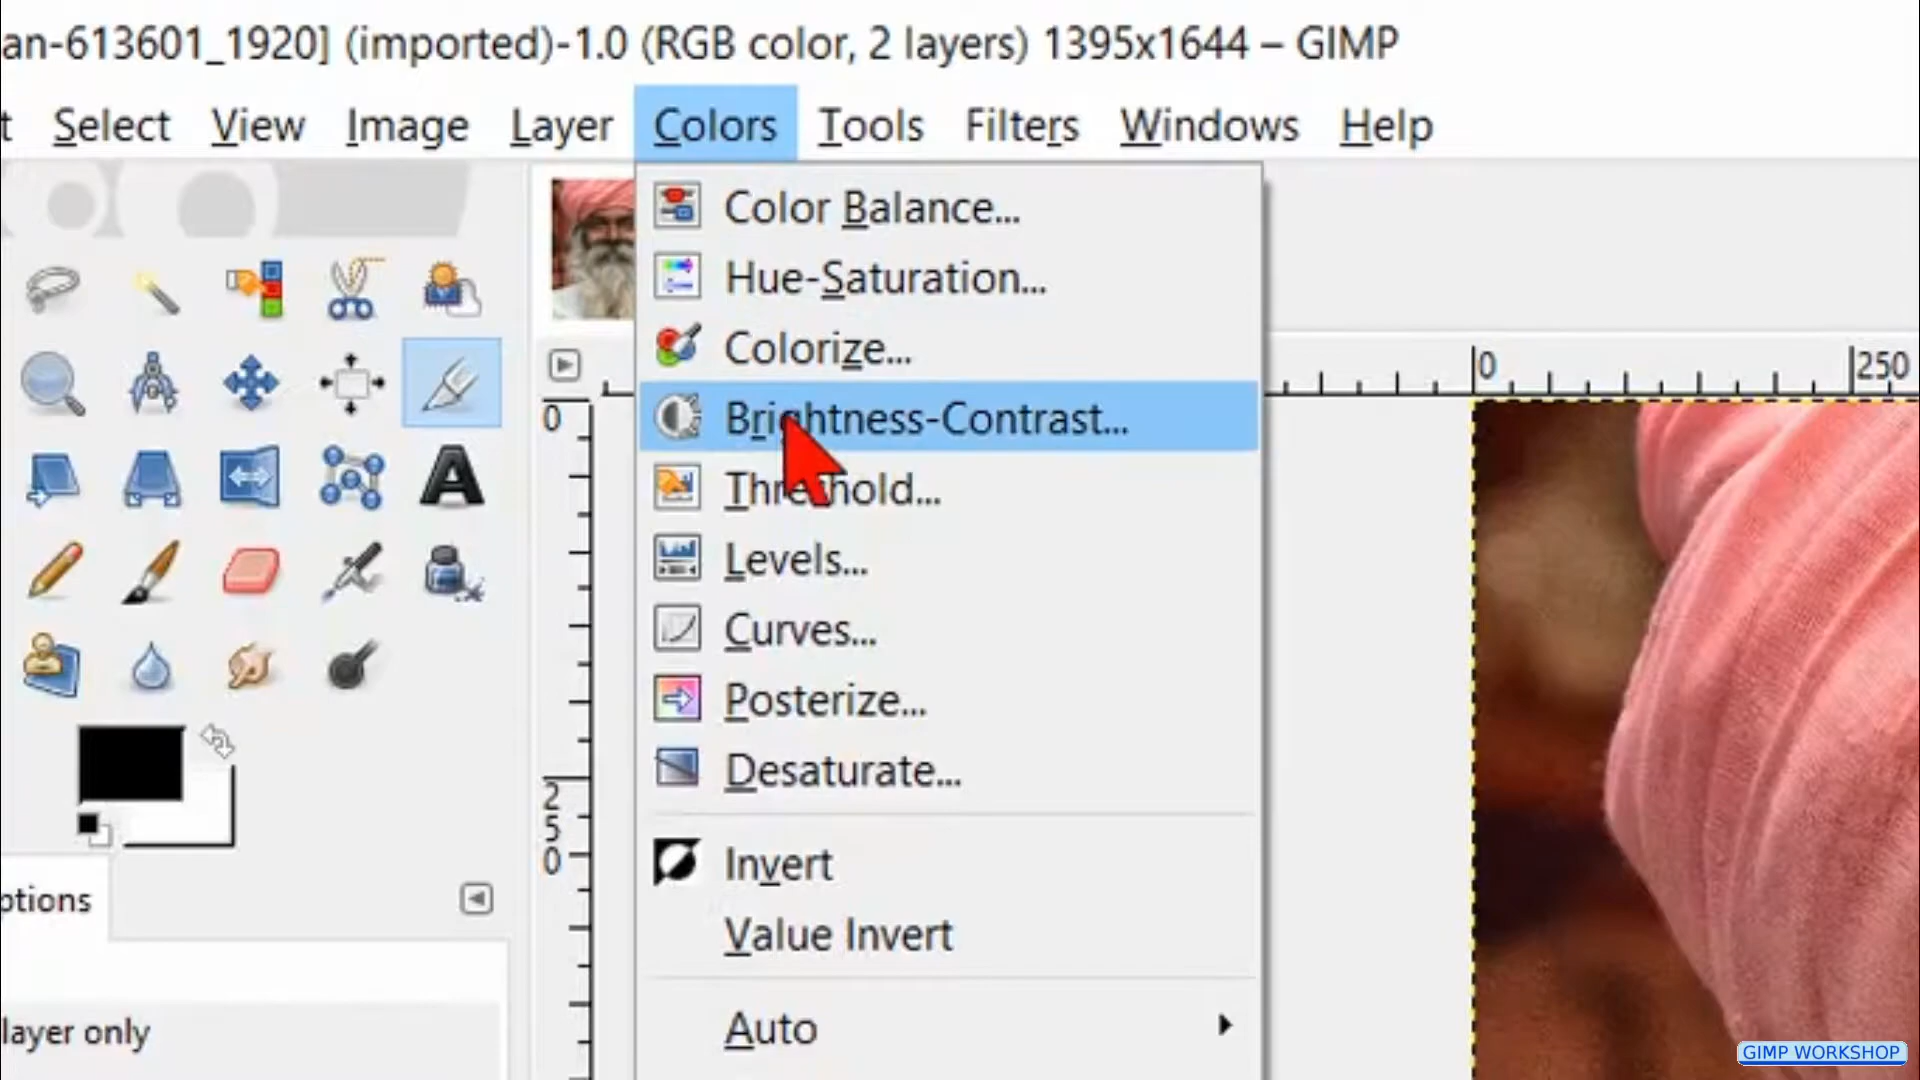 an-613601_1920] (imported)-1.0 (RGB color, 2 layers) 1395x1644 – GIMP
t Select View Image Layer Colors Tools Filters Windows Help
Color Balance...
Hue-Saturation...
Colorize...
Brightness-Contrast...
Threshold...
Levels...
Curves...
Posterize...
Desaturate...
Invert
Value Invert
Auto
0 250
0
250
ptions
layer only
GIMP WORKSHOP